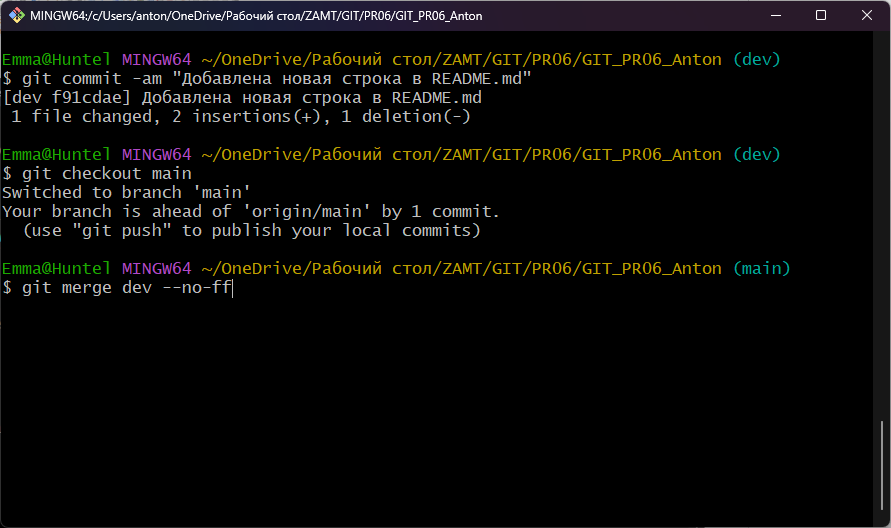 MINGW64:/c/Users/anton/OneDrive/Рабочий стол/ZAMT/GIT/PR06/GIT_PR06_Anton
Emma@Huntel MINGW64 ~/OneDrive/Рабочий стол/ZAMT/GIT/PR06/GIT_PR06_Anton (dev)
$ git commit -am "Добавлена новая строка в README.md"
[dev f91cdae] Добавлена новая строка в README.md
 1 file changed, 2 insertions(+), 1 deletion(-)
Emma@Huntel MINGW64 ~/OneDrive/Рабочий стол/ZAMT/GIT/PR06/GIT_PR06_Anton (dev)
$ git checkout main
Switched to branch 'main'
Your branch is ahead of 'origin/main' by 1 commit.
  (use "git push" to publish your local commits)
Emma@Huntel MINGW64 ~/OneDrive/Рабочий стол/ZAMT/GIT/PR06/GIT_PR06_Anton (main)
$ git merge dev --no-ff